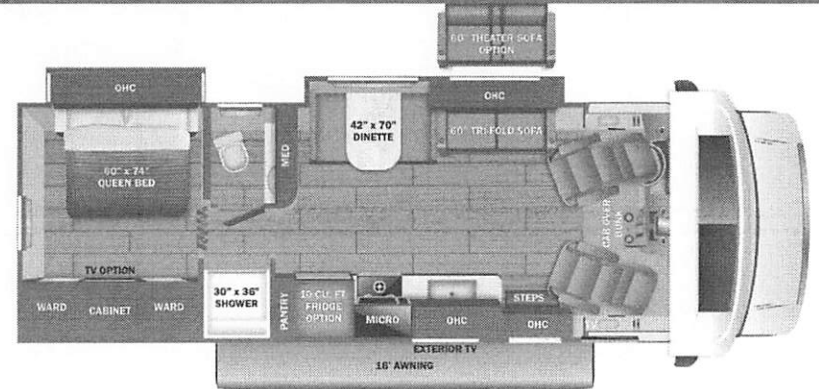 60" THEATER SOFA
OPTION
OHC
OHC
42" x 70"
DINETTE
60" TRI-FOLD SOFA
MED
60" x 74"
QUEEN BED
CAB OVER
BUNK
TV OPTION
WARD
CABINET
WARD
30" x 36"
SHOWER
PANTRY
10 CU. FT
FRIDGE
OPTION
MICRO
OHC
STEPS
OHC
TV
EXTERIOR TV
16' AWNING